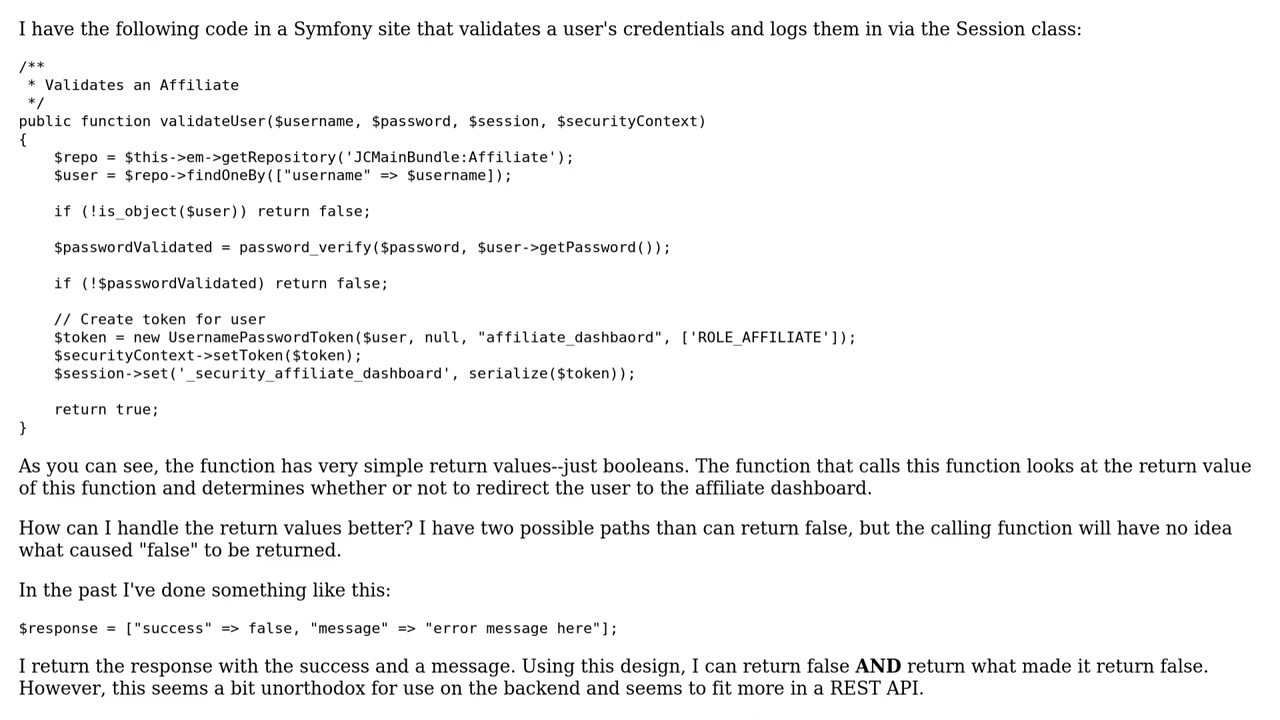 I have the following code in a Symfony site that validates a user's credentials and logs them in via the Session class:
/**
 * Validates an Affiliate
 */
public function validateUser($username, $password, $session, $securityContext)
{
    $repo = $this->em->getRepository('JCMainBundle:Affiliate');
    $user = $repo->findOneBy(["username" => $username]);

    if (!is_object($user)) return false;

    $passwordValidated = password_verify($password, $user->getPassword());

    if (!$passwordValidated) return false;

    // Create token for user
    $token = new UsernamePasswordToken($user, null, "affiliate_dashbaord", ['ROLE_AFFILIATE']);
    $securityContext->setToken($token);
    $session->set('_security_affiliate_dashboard', serialize($token));

    return true;
}
As you can see, the function has very simple return values--just booleans. The function that calls this function looks at the return value
of this function and determines whether or not to redirect the user to the affiliate dashboard.
How can I handle the return values better? I have two possible paths than can return false, but the calling function will have no idea
what caused "false" to be returned.
In the past I've done something like this:
$response = ["success" => false, "message" => "error message here"];
I return the response with the success and a message. Using this design, I can return false AND return what made it return false.
However, this seems a bit unorthodox for use on the backend and seems to fit more in a REST API.